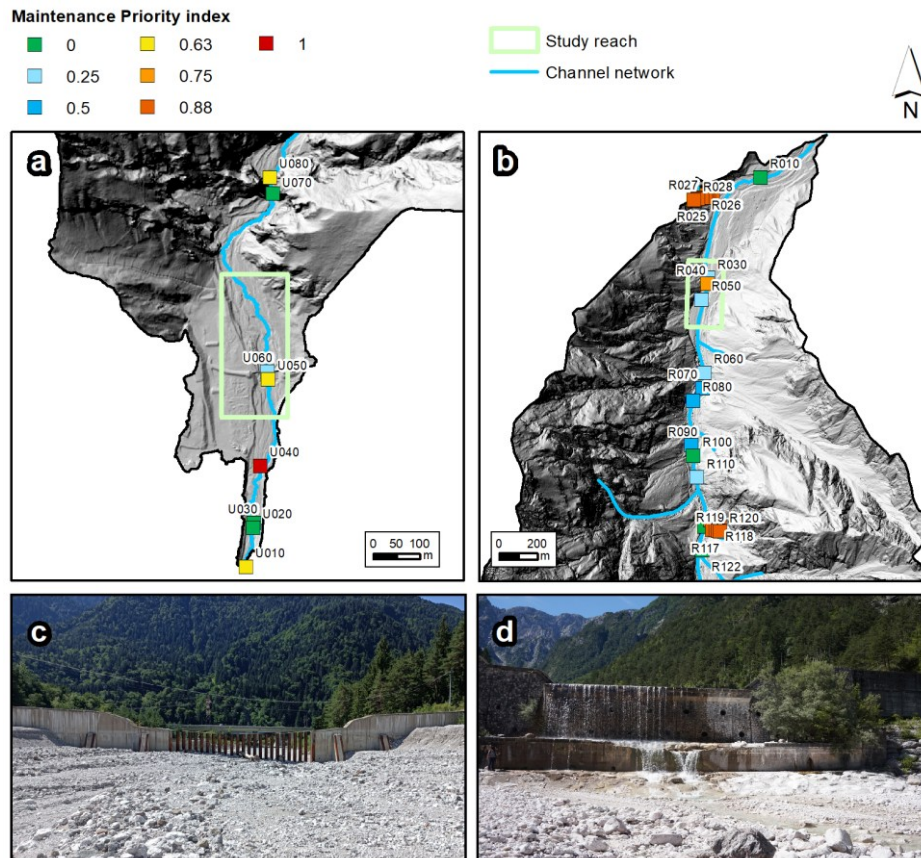 Maintenance Priority index
0
0.63
1
0.25
0.75
0.5
0.88
Study reach
Channel network
N
a
U080
U070
U060
U050
U040
U030
U020
U010
0 50 100
m
b
R010
R027
R028
R026
R025
R030
R040
R050
R060
R070
R080
R090
R100
R110
R119
R120
R118
R117
R122
0 200
m
c
d